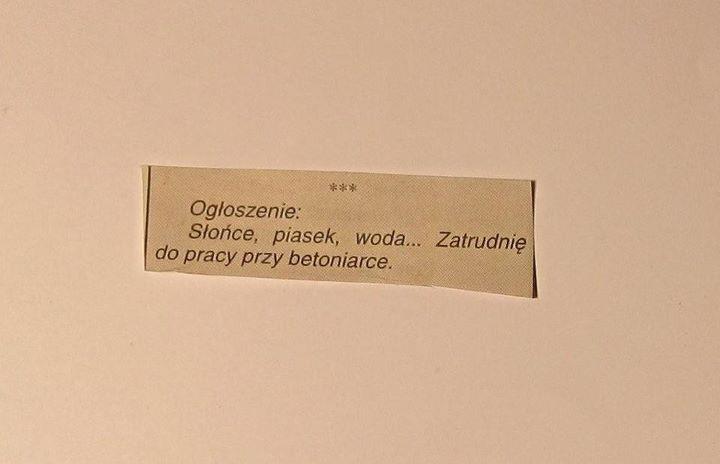 ***
Ogłoszenie:
Słońce, piasek, woda... Zatrudnię
do pracy przy betoniarce.